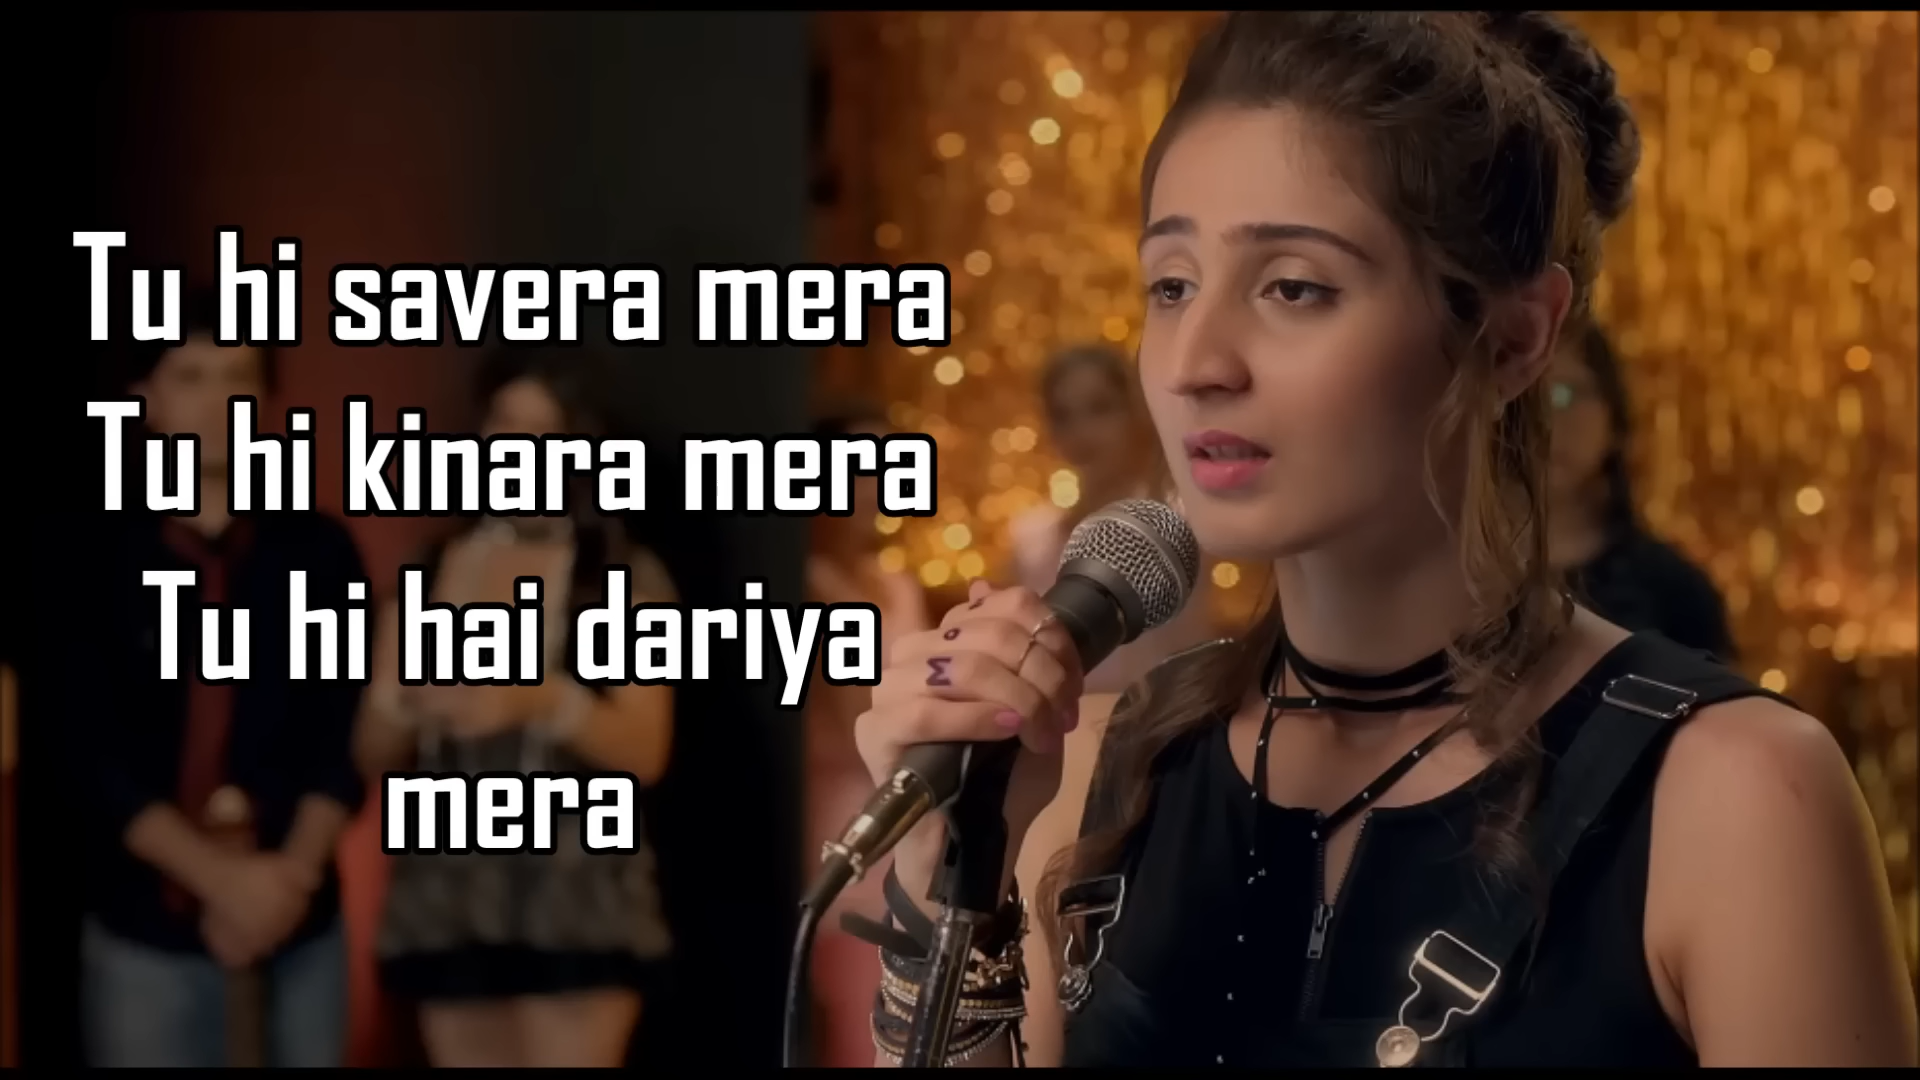 Tu hi savera mera
Tu hi kinara mera
Tu hi hai dariya
mera